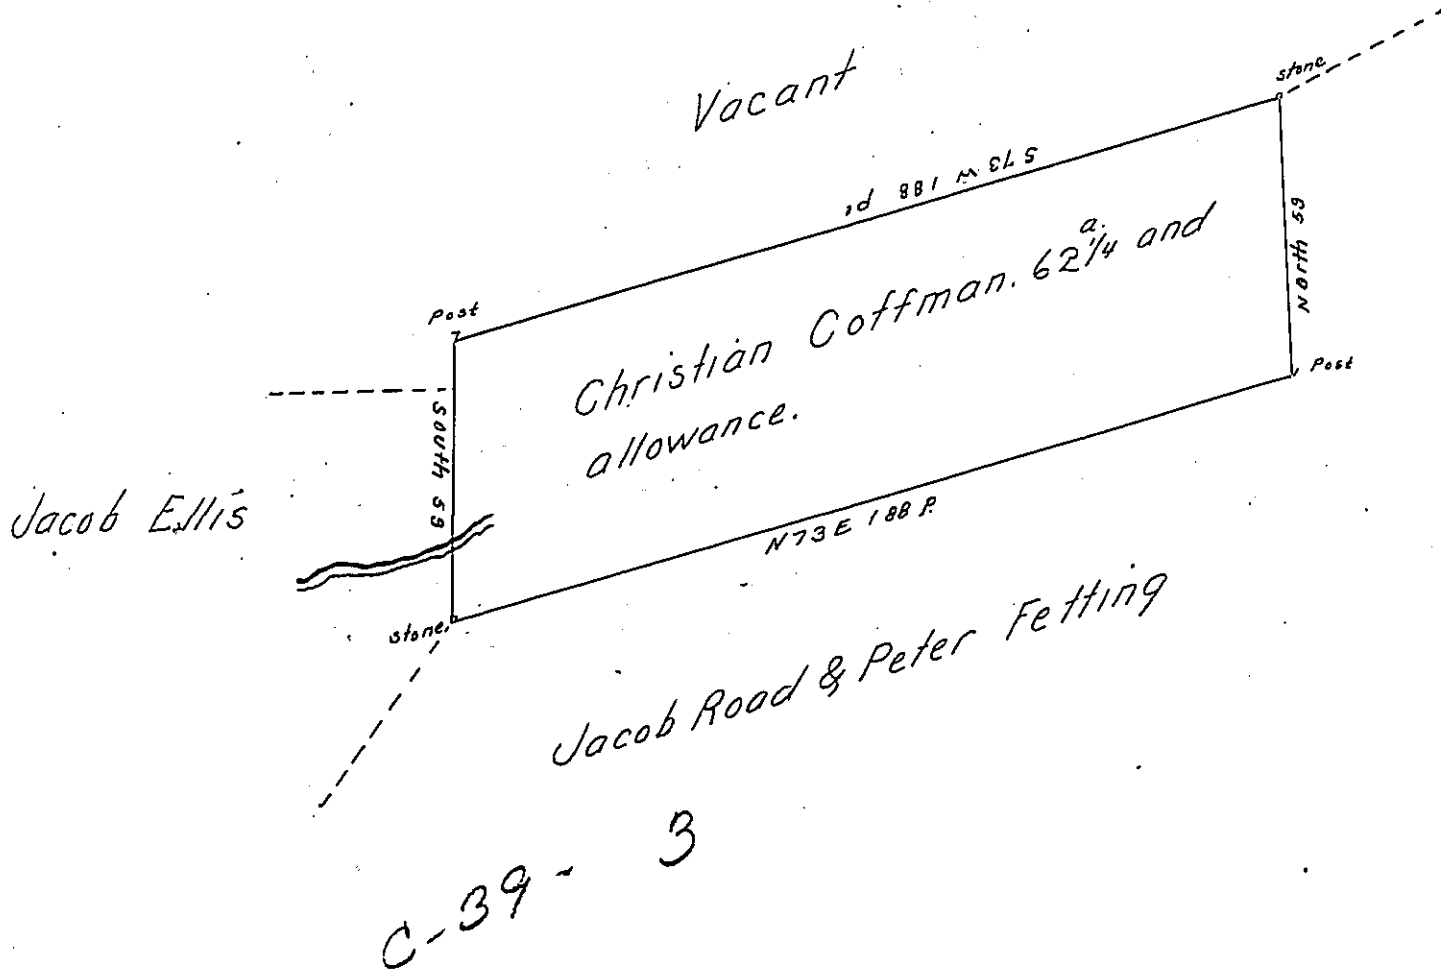 Vacant
stone
S 73 W 188 p.
North 59
Post
Christian Coffman. 62 1/4 a. and
allowance.
Post
South 59
Jacob Ellis
N 73 E 188 P.
stone.
Jacob Road & Peter Fetting
C-39- 3